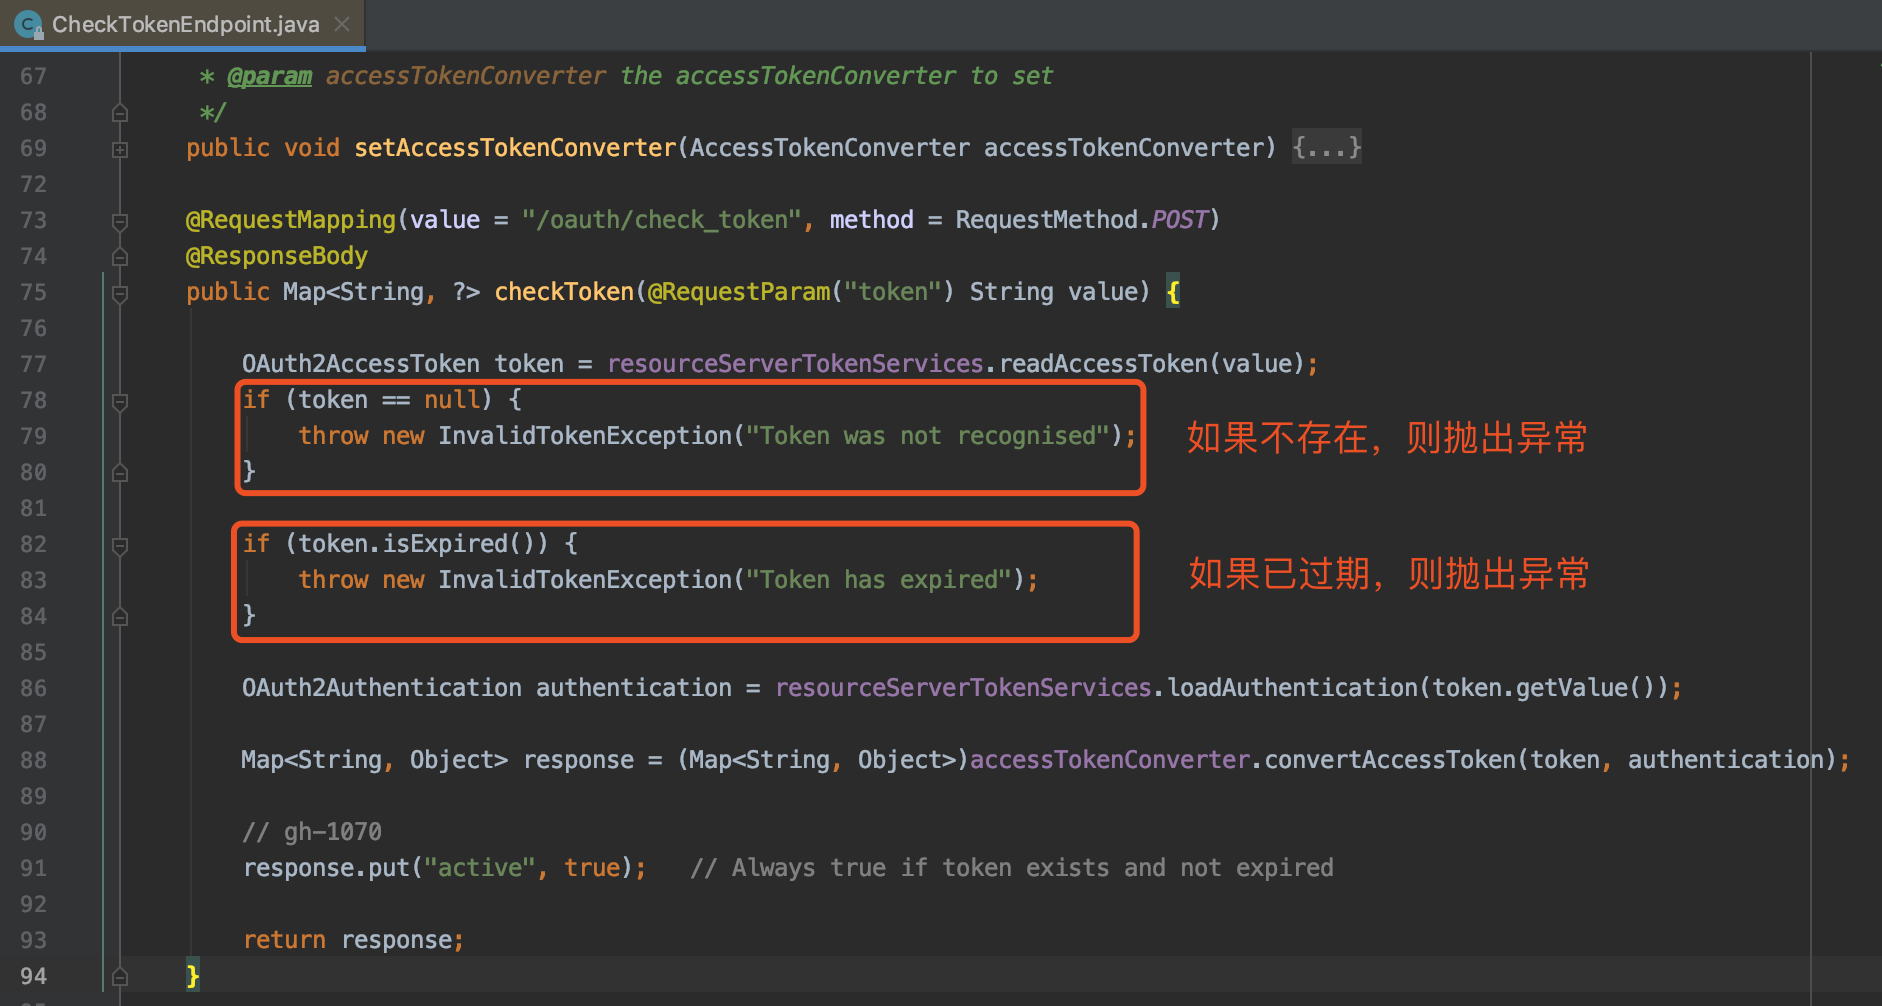 CheckTokenEndpoint.java
67 * @param accessTokenConverter the accessTokenConverter to set
68 */
69 public void setAccessTokenConverter(AccessTokenConverter accessTokenConverter) {...}
72
73 @RequestMapping(value = "/oauth/check_token", method = RequestMethod.POST)
74 @ResponseBody
75 public Map<String, ?> checkToken(@RequestParam("token") String value) {
76
77 OAuth2AccessToken token = resourceServerTokenServices.readAccessToken(value);
78 if (token == null) {
79 throw new InvalidTokenException("Token was not recognised"); 如果不存在，则抛出异常
80 }
81
82 if (token.isExpired()) {
83 throw new InvalidTokenException("Token has expired"); 如果已过期，则抛出异常
84 }
85
86 OAuth2Authentication authentication = resourceServerTokenServices.loadAuthentication(token.getValue());
87
88 Map<String, Object> response = (Map<String, Object>)accessTokenConverter.convertAccessToken(token, authentication);
89
90 // gh-1070
91 response.put("active", true); // Always true if token exists and not expired
92
93 return response;
94 }